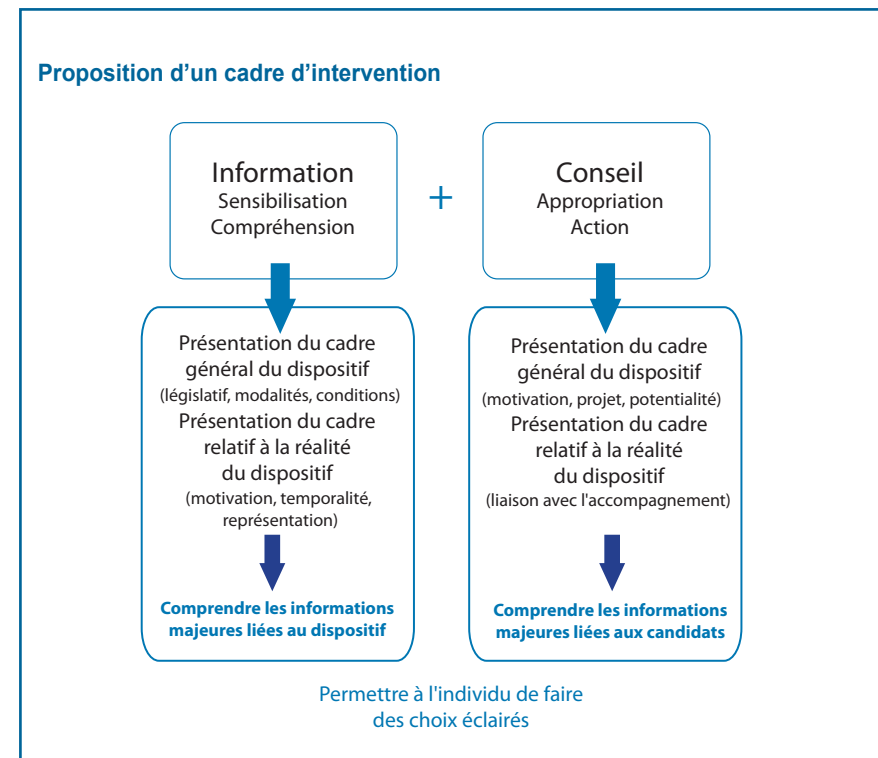 Proposition d’un cadre d’intervention
Information
Sensibilisation
Compréhension
+
Conseil
Appropriation
Action
Présentation du cadre
général du dispositif
(législatif, modalités, conditions)
Présentation du cadre
relatif à la réalité
du dispositif
(motivation, temporalité,
représentation)
Comprendre les informations
majeures liées au dispositif
Présentation du cadre
général du dispositif
(motivation, projet, potentialité)
Présentation du cadre
relatif à la réalité
du dispositif
(liaison avec l'accompagnement)
Comprendre les informations
majeures liées aux candidats
Permettre à l'individu de faire
des choix éclairés